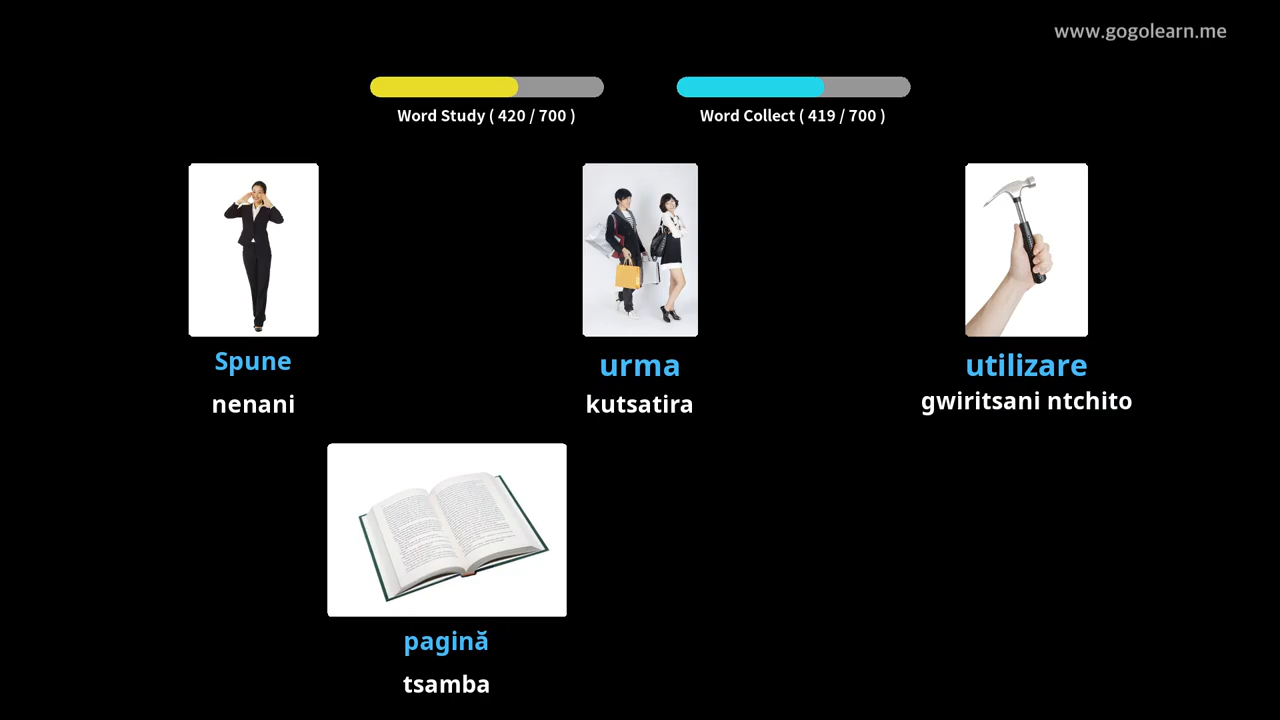 www.gogolearn.me
Word Study ( 420 / 700 )
Word Collect ( 419 / 700 )
Spune
nenani
urma
kutsatira
utilizare
gwiritsani ntchito
pagină
tsamba